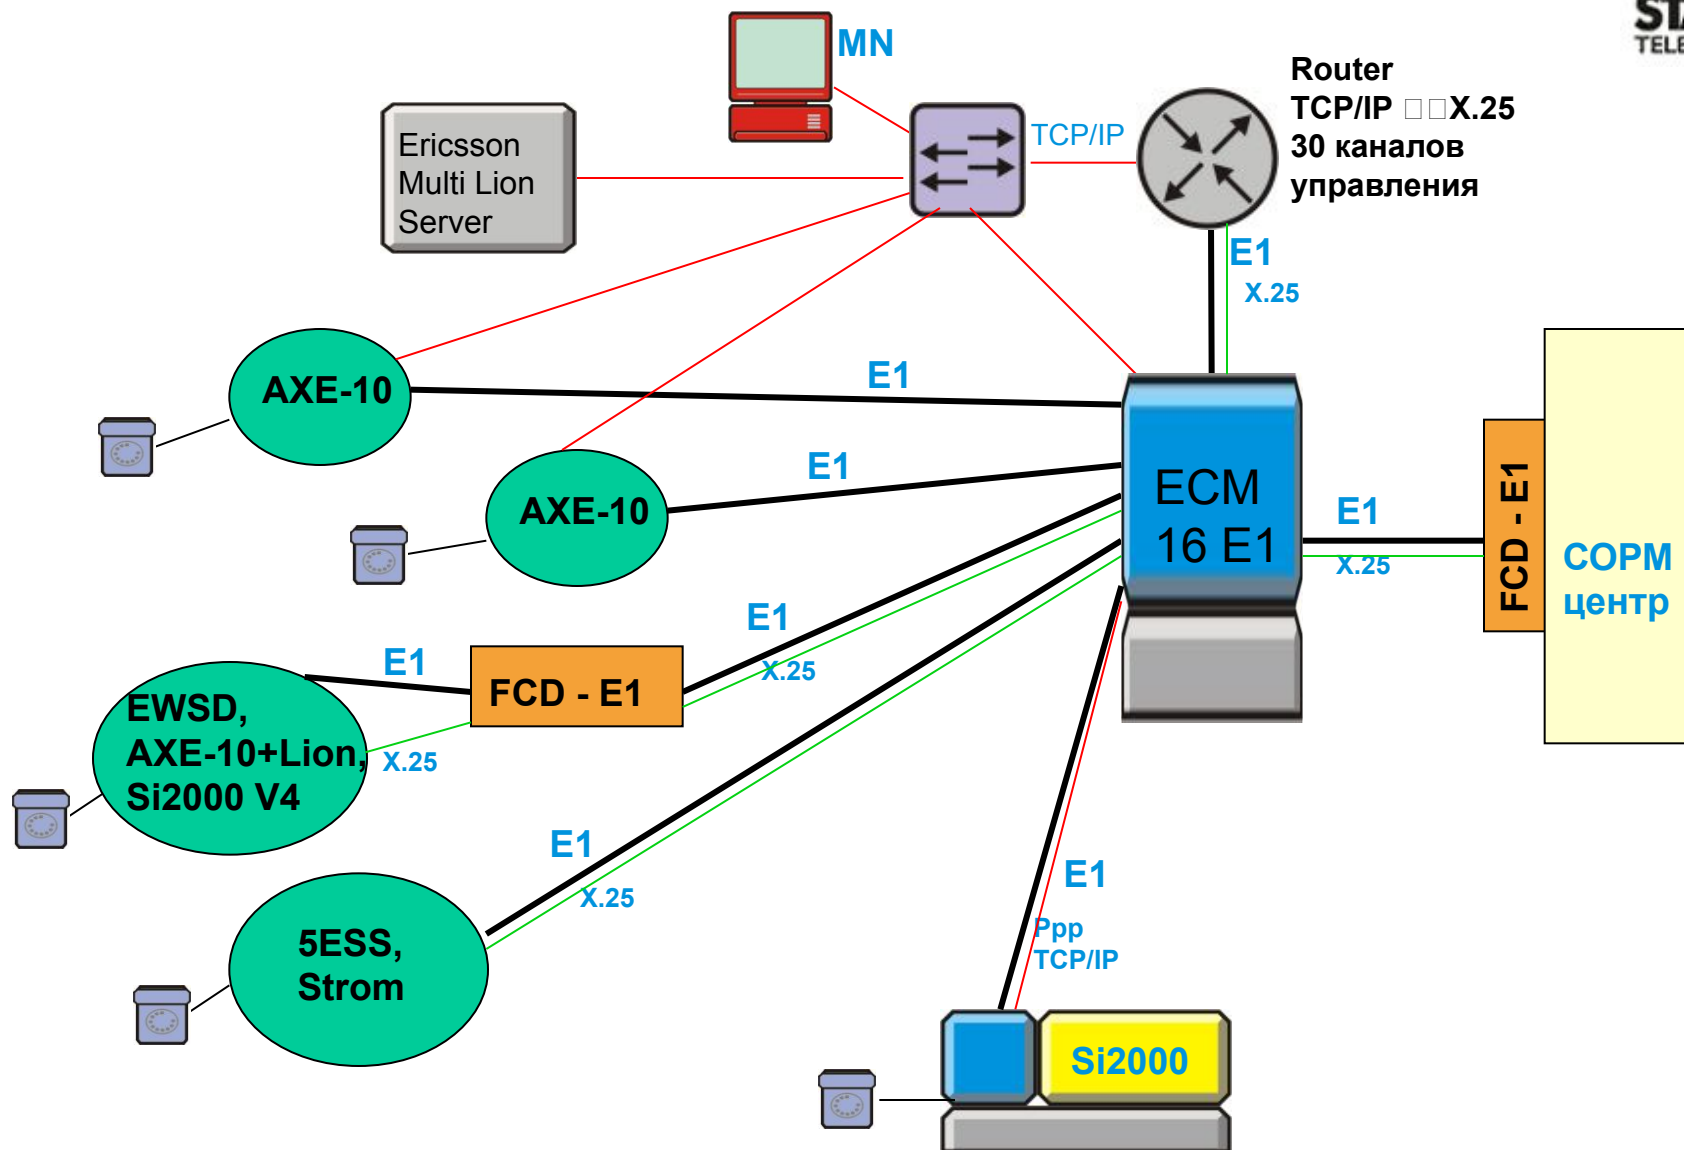 MN
Router
TCP/IP □□X.25
30 каналов
управления
Ericsson
Multi Lion
Server
TCP/IP
E1
X.25
AXE-10
E1
AXE-10
E1
ECM
16 E1
E1
X.25
FCD - E1
СОРМ
центр
E1
X.25
E1
FCD - E1
EWSD,
AXE-10+Lion,
Si2000 V4
X.25
E1
X.25
5ESS,
Strom
E1
Ppp
TCP/IP
Si2000